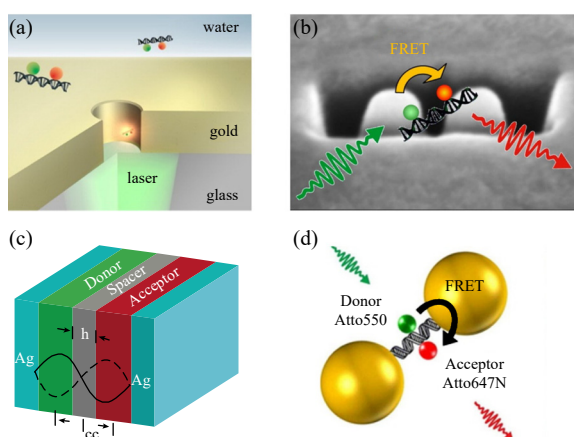 (a)
water
gold
laser
glass
(b)
FRET
(c)
Donor
Spacer
Acceptor
h
Ag
Ag
cc
(d)
FRET
Donor
Atto550
Acceptor
Atto647N